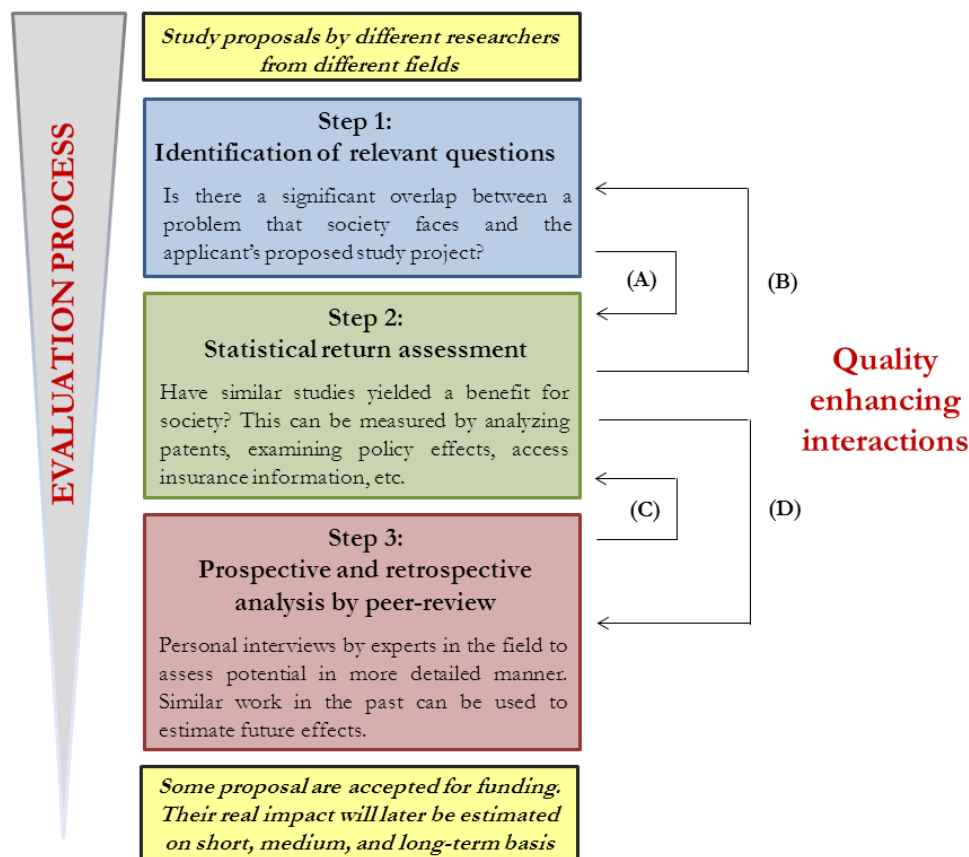 EVALUATION PROCESS
Study proposals by different researchers
from different fields
Step 1:
Identification of relevant questions
Is there a significant overlap between a
problem that society faces and the
applicant's proposed study project?
(A)
(B)
Step 2:
Statistical return assessment
Have similar studies yielded a benefit for
society? This can be measured by analyzing
patents, examining policy effects, access
insurance information, etc.
(C)
(D)
Quality
enhancing
interactions
Step 3:
Prospective and retrospective
analysis by peer-review
Personal interviews by experts in the field to
assess potential in more detailed manner.
Similar work in the past can be used to
estimate future effects.
Some proposal are accepted for funding.
Their real impact will later be estimated
on short, medium, and long-term basis